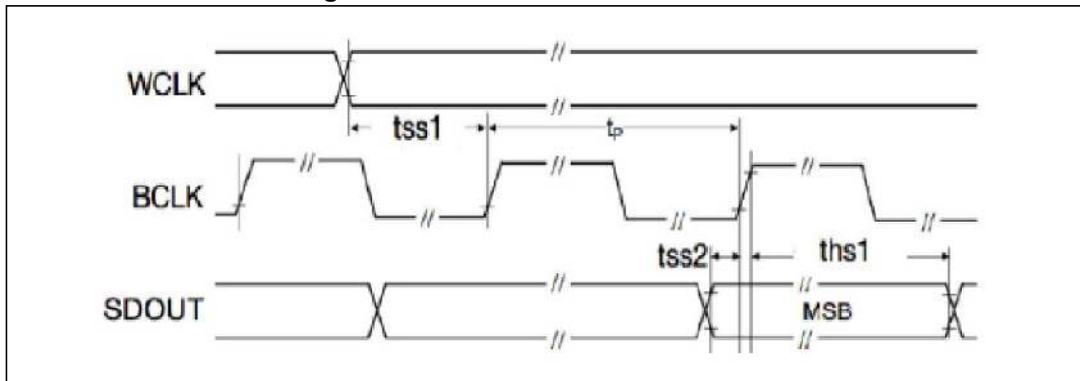 WCLK
tss1
tP
BCLK
tss2
ths1
SDOUT
MSB